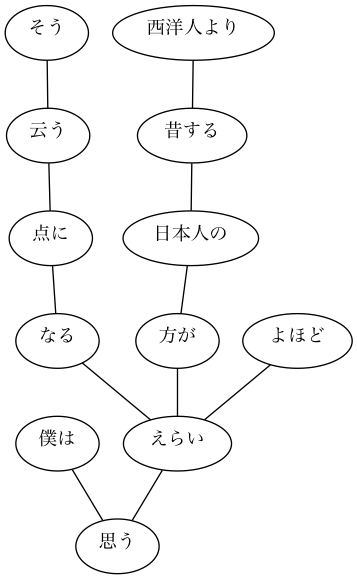 そう
西洋人より
云う
昔する
点に
日本人の
なる
方が
よほど
僕は
えらい
思う